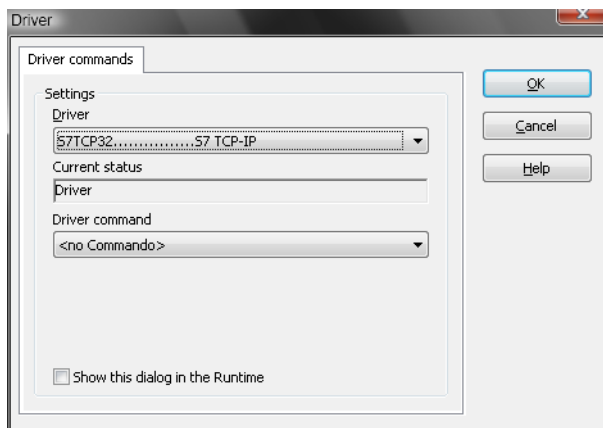 Driver
Driver commands
Settings
Driver
S7TCP32................S7 TCP-IP
Current status
Driver
Driver command
<no Commando>
Show this dialog in the Runtime
OK
Cancel
Help